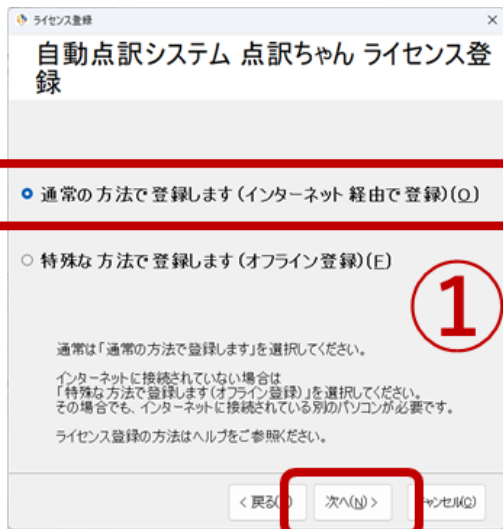 ライセンス登録
自動点訳システム 点訳ちゃん ライセンス登
録
通常の方法で登録します(インターネット経由で登録)(O)
特殊な方法で登録します(オフライン登録)(F)
①
通常は「通常の方法で登録します」を選択してください。
インターネットに接続されていない場合は
「特殊な方法で登録します(オフライン登録)」を選択してください。
その場合でも、インターネットに接続されている別のパソコンが必要です。
ライセンス登録の方法はヘルプをご参照ください。
< 戻る( 次へ(N) > キャンセル(C)